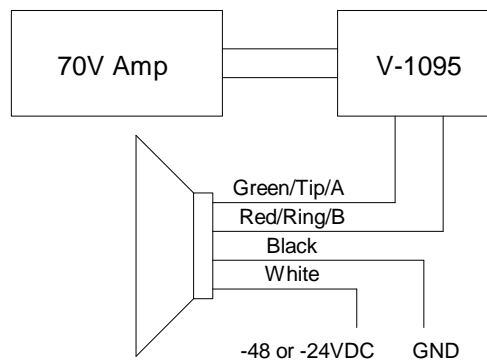 70V Amp
V-1095
Green/Tip/A
Red/Ring/B
Black
White
-48 or -24VDC
GND